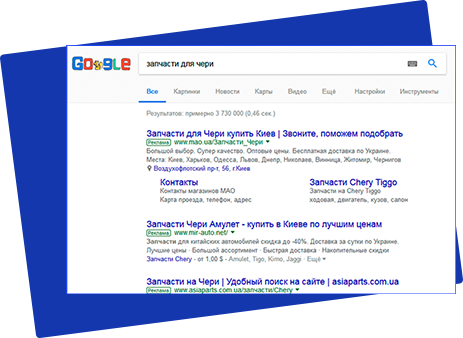 Google
запчасти для чери
Все Картинки Новости Карты Видео Ещё Настройки Инструменты
Результатов: примерно 3 730 000 (0,46 сек.)
Запчасти для Чери купить Киев | Звоните, поможем подобрать
Реклама www.mao.ua/Запчасти_Чери
Большой выбор. Супер качество. Оптовые цены. Бесплатная доставка по Украине.
Места: Киев, Харьков, Одесса, Львов, Днепр, Николаев, Винница, Житомир, Чернигов
Воздухофлотский пр-т, 56, г.Киев
Контакты
Контакты магазинов МАО
Карта проезда, телефон, адрес
Запчасти Chery Tiggo
Запчасти на Chery Tiggo
ходовая, двигатель, кузов, салон
Запчасти Чери Амулет - купить в Киеве по лучшим ценам
Реклама www.mir-auto.net/
Запчасти для китайских автомобилей скидка до -40%. Доставка за сутки по Украине.
Лучшие цены · Большой ассортимент · Быстрая доставка · Накопительные скидки
Запчасти Chery - от 1,00 $ - Amulet, Tigo, Kimo, Jaggi · Ещё
Запчасти на Чери | Удобный поиск на сайте | asiaparts.com.ua
Реклама www.asiaparts.com.ua/запчасти/Chery